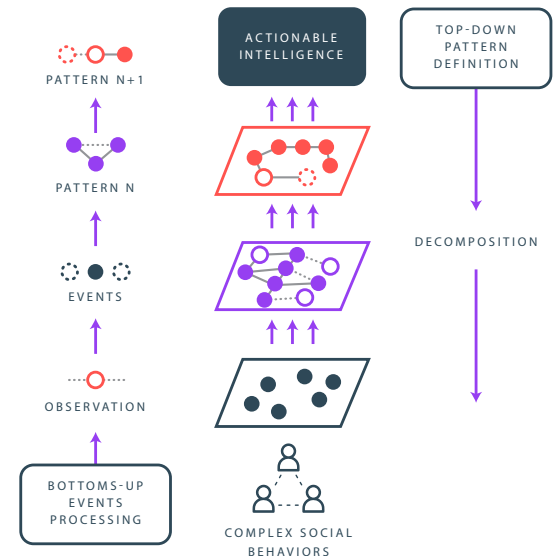 PATTERN N+1
PATTERN N
EVENTS
OBSERVATION
BOTTOMS-UP
EVENTS
PROCESSING
ACTIONABLE
INTELLIGENCE
COMPLEX SOCIAL
BEHAVIORS
TOP-DOWN
PATTERN
DEFINITION
DECOMPOSITION